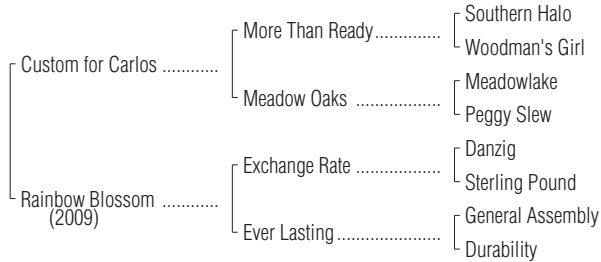 Southern Halo
More Than Ready..............
Woodman's Girl
Custom for Carlos ............
Meadowlake
Meadow Oaks ..................
Peggy Slew
Danzig
Exchange Rate ..................
Sterling Pound
Rainbow Blossom ............
(2009)
General Assembly
Ever Lasting......................
Durability